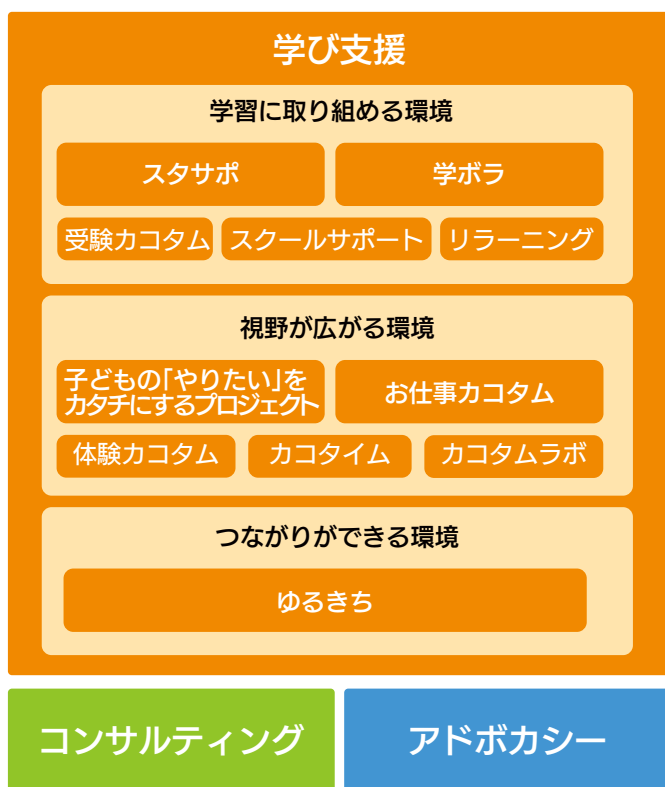 学び支援
学習に取り組める環境
スタサポ
学ボラ
受験カコタム
スクールサポート
リラーニング
視野が広がる環境
子どもの「やりたい」を
カタチにするプロジェクト
お仕事カコタム
体験カコタム
カコタイム
カコタムラボ
つながりができる環境
ゆるきち
コンサルティング
アドボカシー